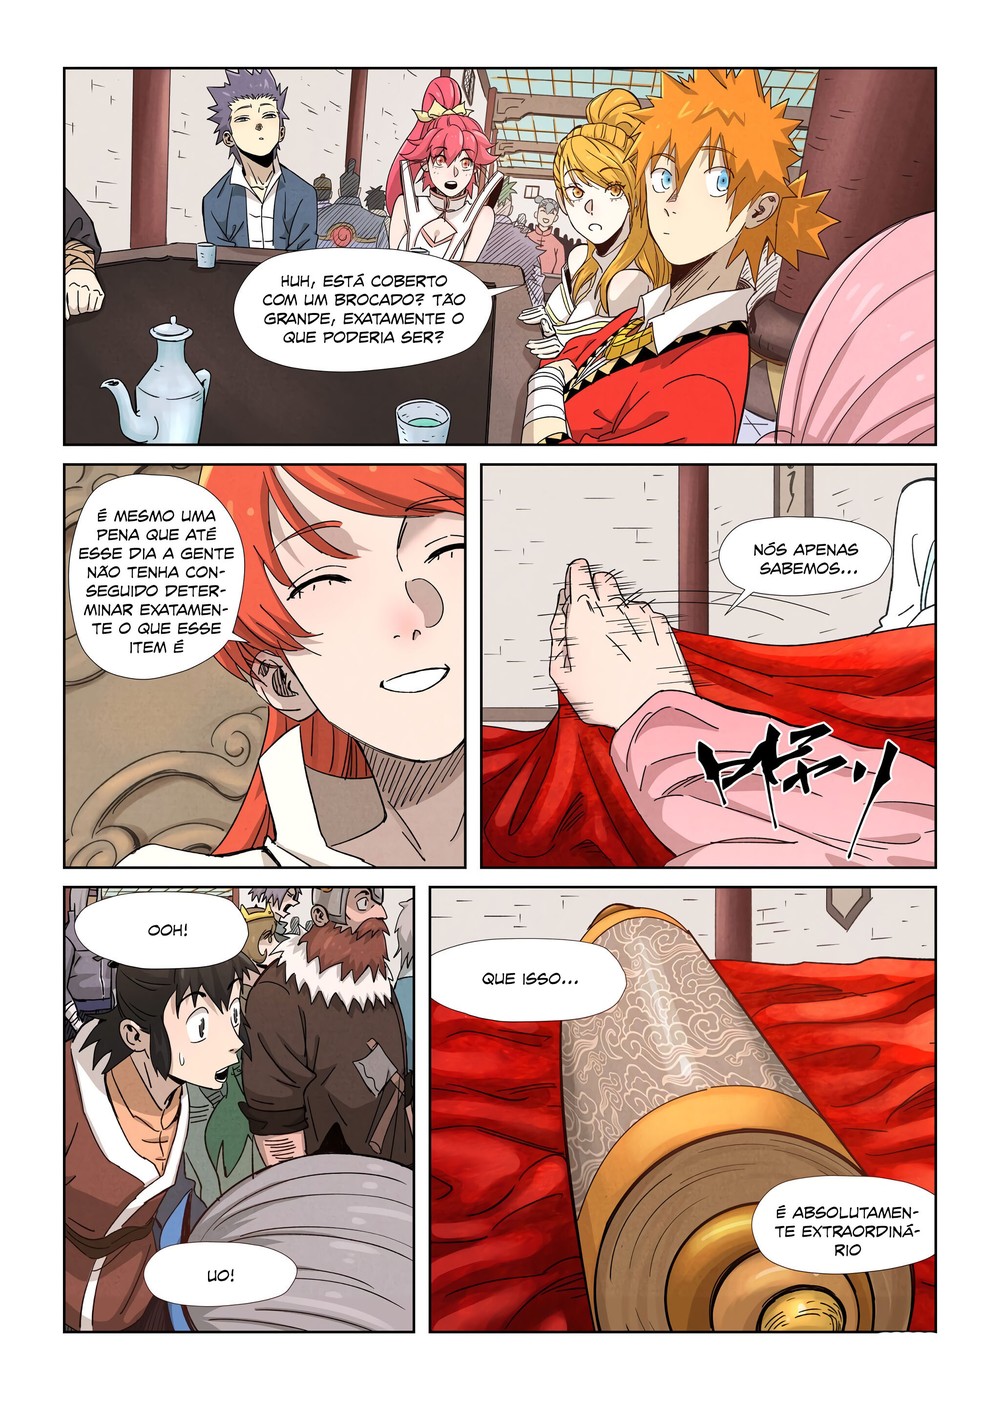 HUH, ESTÁ COBERTO
COM UM BROCADO? TÃO
GRANDE, EXATAMENTE O
QUE PODERIA SER?
É MESMO UMA
PENA QUE ATÉ
ESSE DIA A GENTE
NÃO TENHA CON-
SEGUIDO DETER-
MINAR EXATAMEN-
TE O QUE ESSE
ITEM É
NÓS APENAS
SABEMOS...
OOH!
UO!
QUE ISSO...
É ABSOLUTAMEN-
TE EXTRAORDINÁ-
RIO